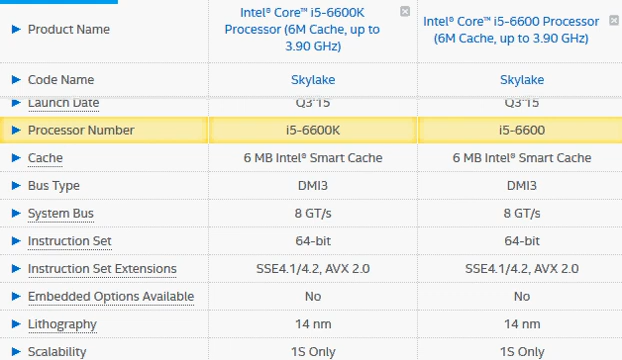 Product Name
Intel® Core™ i5-6600K
Processor (6M Cache, up to
3.90 GHz)
Intel® Core™ i5-6600 Processor
(6M Cache, up to 3.90 GHz)
Code Name Skylake Skylake
Launch Date Q3'15 Q3'15
Processor Number i5-6600K i5-6600
Cache 6 MB Intel® Smart Cache 6 MB Intel® Smart Cache
Bus Type DMI3 DMI3
System Bus 8 GT/s 8 GT/s
Instruction Set 64-bit 64-bit
Instruction Set Extensions SSE4.1/4.2, AVX 2.0 SSE4.1/4.2, AVX 2.0
Embedded Options Available No No
Lithography 14 nm 14 nm
Scalability 1S Only 1S Only